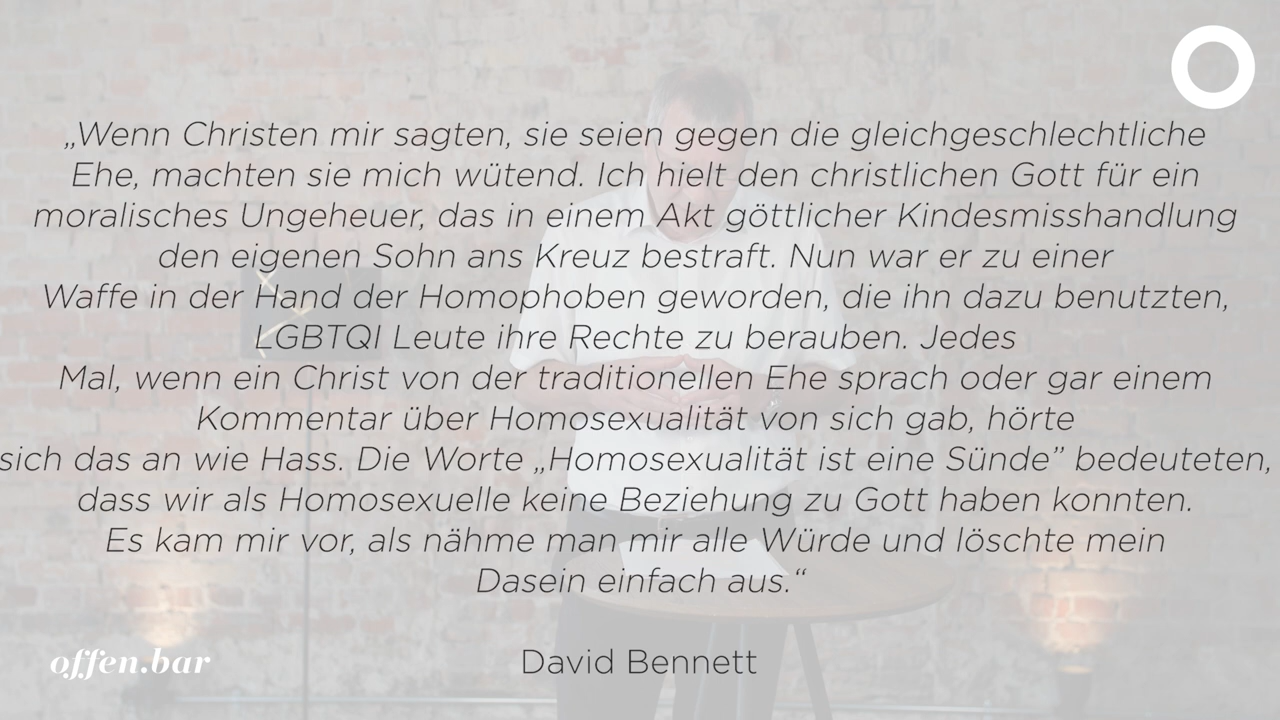 „Wenn Christen mir sagten, sie seien gegen die gleichgeschlechtliche
Ehe, machten sie mich wütend. Ich hielt den christlichen Gott für ein
moralisches Ungeheuer, das in einem Akt göttlicher Kindesmisshandlung
den eigenen Sohn ans Kreuz bestraft. Nun war er zu einer
Waffe in der Hand der Homophoben geworden, die ihn dazu benutzten,
LGBTQI Leute ihre Rechte zu berauben. Jedes
Mal, wenn ein Christ von der traditionellen Ehe sprach oder gar einem
Kommentar über Homosexualität von sich gab, hörte
sich das an wie Hass. Die Worte „Homosexualität ist eine Sünde” bedeuteten,
dass wir als Homosexuelle keine Beziehung zu Gott haben konnten.
Es kam mir vor, als nähme man mir alle Würde und löschte mein
Dasein einfach aus.“
offen.bar
David Bennett